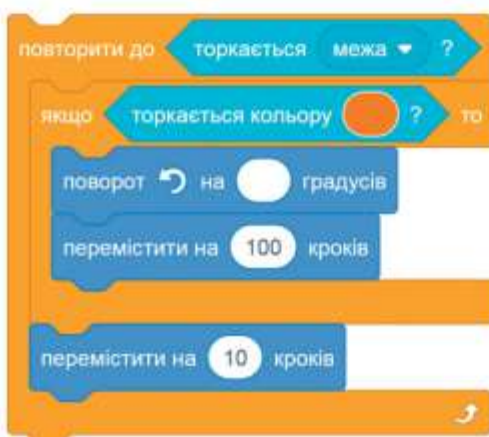 повторити до торкається межа ?
якщо торкається кольору ? то
поворот на градусів
перемістити на 100 кроків
перемістити на 10 кроків